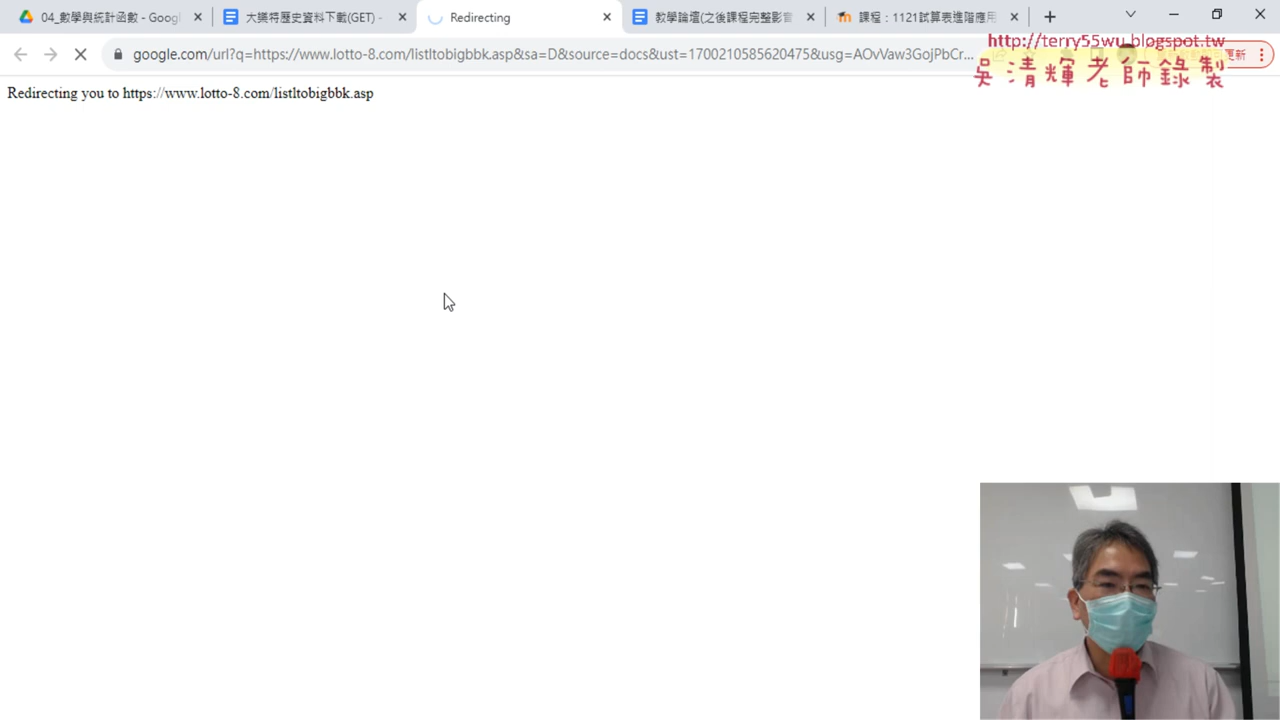 04_數學與統計函數 - Googl
大樂透歷史資料下載(GET) -
Redirecting
教學論壇(之後課程完整影音
課程：1121試算表進階應用
google.com/url?q=https://www.lotto-8.com/listltobigbbk.asp&sa=D&source=docs&ust=1700210585620475&usg=AOvVaw3GojPbCr...
更新
http://terry55wu.blogspot.tw
吳清輝老師錄製
Redirecting you to https://www.lotto-8.com/listltobigbbk.asp